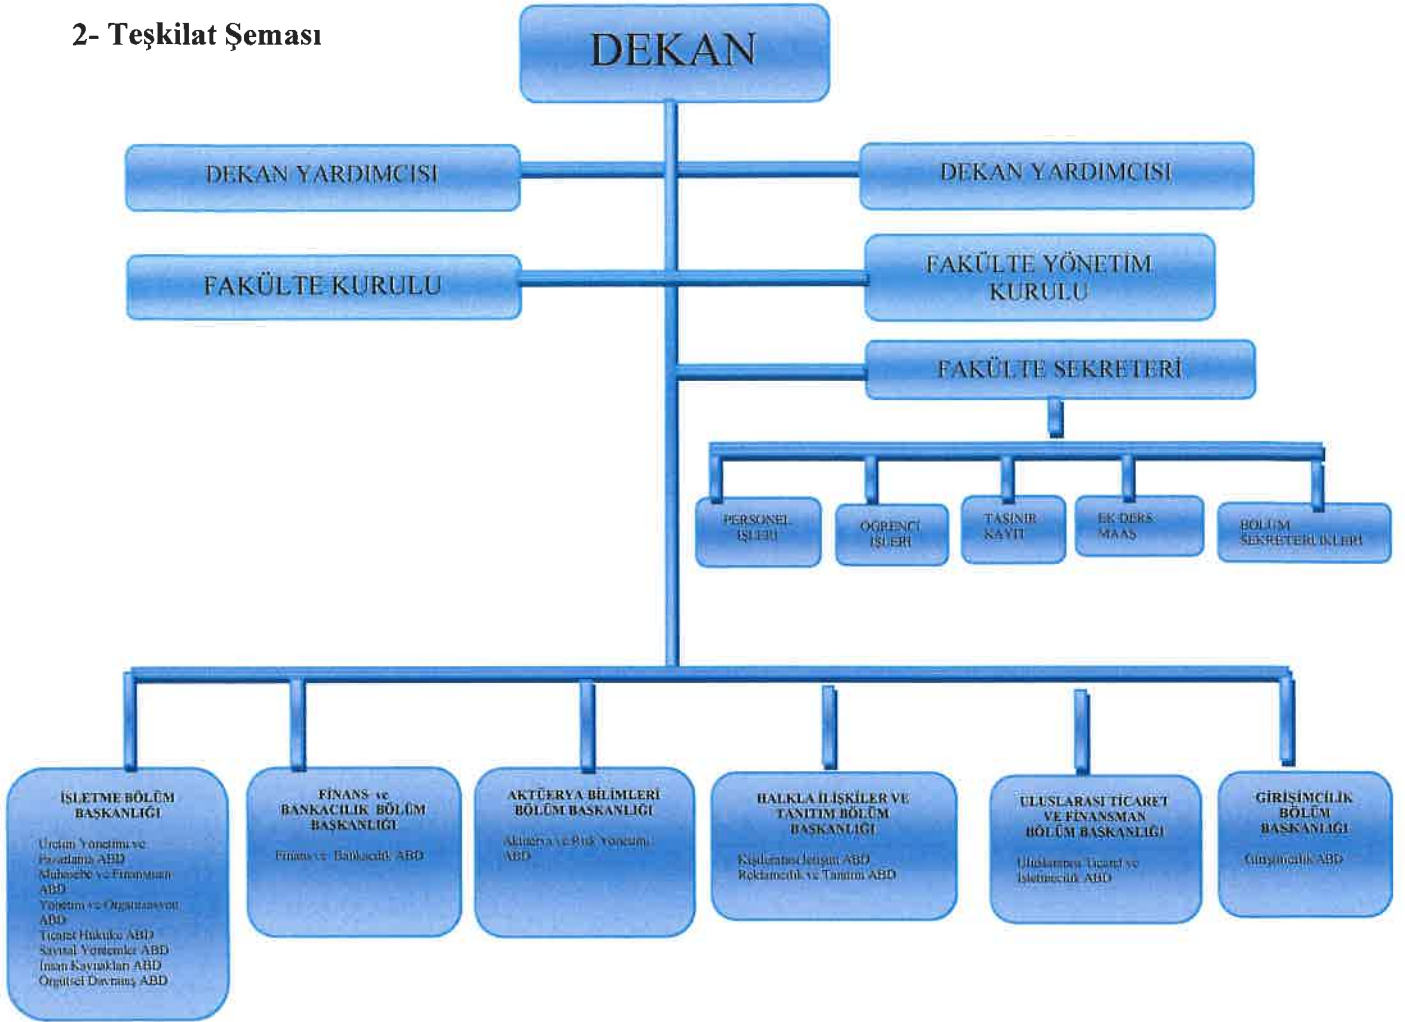 2- Teşkilat Şeması
DEKAN
DEKAN YARDIMCISI
DEKAN YARDIMCISI
FAKÜLTE KURULU
FAKÜLTE YÖNETİM
KURULU
FAKÜLTE SEKRETERİ
PERSONEL
İŞLERİ
ÖĞRENCİ
İŞLERİ
TAŞINIR
KAYIT
EK DERS
MAAŞ
BÖLÜM
SEKRETERLİKLERİ
İŞLETME BÖLÜM
BAŞKANLIĞI
Üretim Yönetimi ve
Pazarlama ABD
Muhasebe ve Finansman
ABD
Yönetim ve Organizasyon
ABD
Ticaret Hukuku ABD
Sayısal Yöntemler ABD
İnsan Kaynakları ABD
Örgütsel Davranış ABD
FİNANS ve
BANKACILIK BÖLÜM
BAŞKANLIĞI
Finans ve Bankacılık ABD
AKTÜERYA BİLİMLERİ
BÖLÜM BAŞKANLIĞI
Aktüerya ve Risk Yönetimi
ABD
HALKLA İLİŞKİLER VE
TANITIM BÖLÜM
BAŞKANLIĞI
Kişilerarası İletişim ABD
Reklamcılık ve Tanıtım ABD
ULUSLARASI TİCARET
VE FİNANSMAN
BÖLÜM BAŞKANLIĞI
Uluslararası Ticaret ve
İşletmecilik ABD
GİRİŞİMCİLİK
BÖLÜM
BAŞKANLIĞI
Girişimcilik ABD